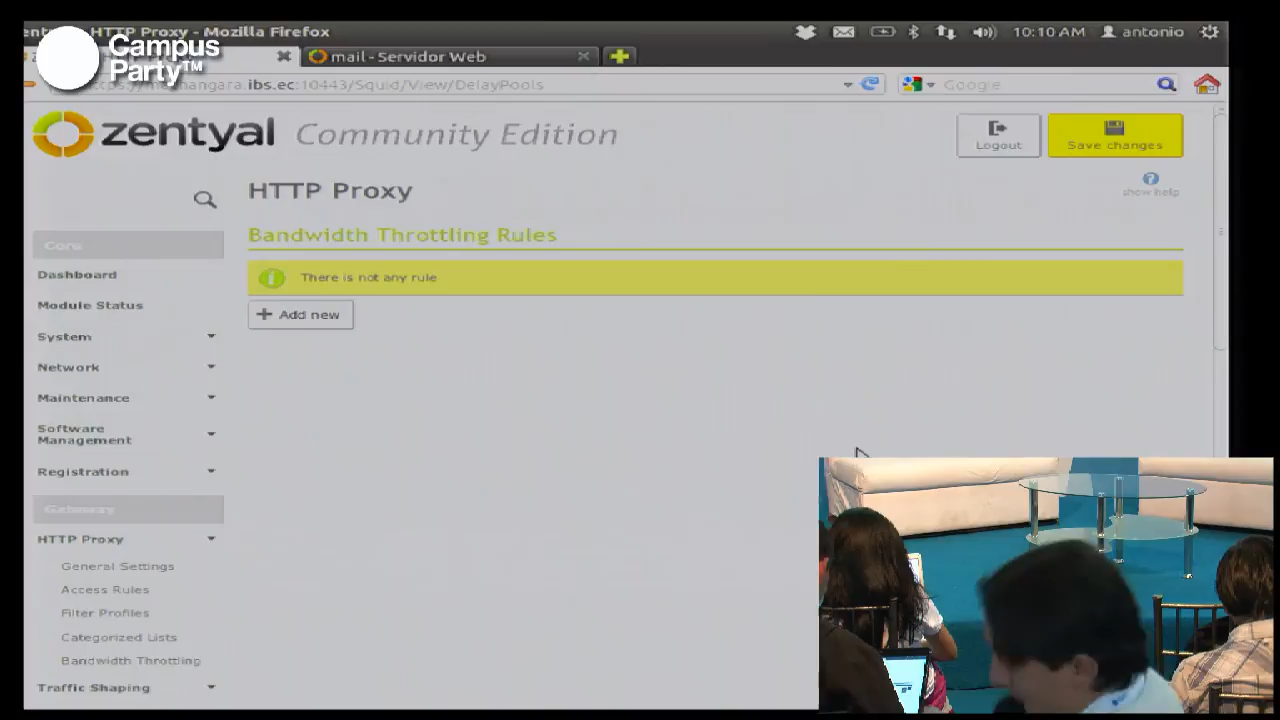 HTTP Proxy - Mozilla Firefox
10:10 AM
antonio
Campus
Party™
mail - Servidor Web
.ibs.ec:10443/Squid/View/DelayPools
Google
zentyal Community Edition
Logout
Save changes
HTTP Proxy
show help
Bandwidth Throttling Rules
There is not any rule
+ Add new
Core
Dashboard
Module Status
System
Network
Maintenance
Software
Management
Registration
Gateway
HTTP Proxy
General Settings
Access Rules
Filter Profiles
Categorized Lists
Bandwidth Throttling
Traffic Shaping